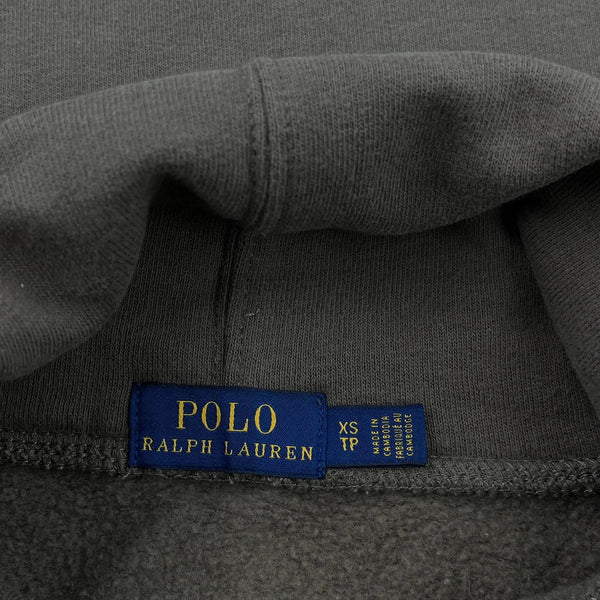 POLO
RALPH LAUREN
XS
TP
MADE IN
CAMBODIA
FABRIQUÉ AU
CAMBODGE